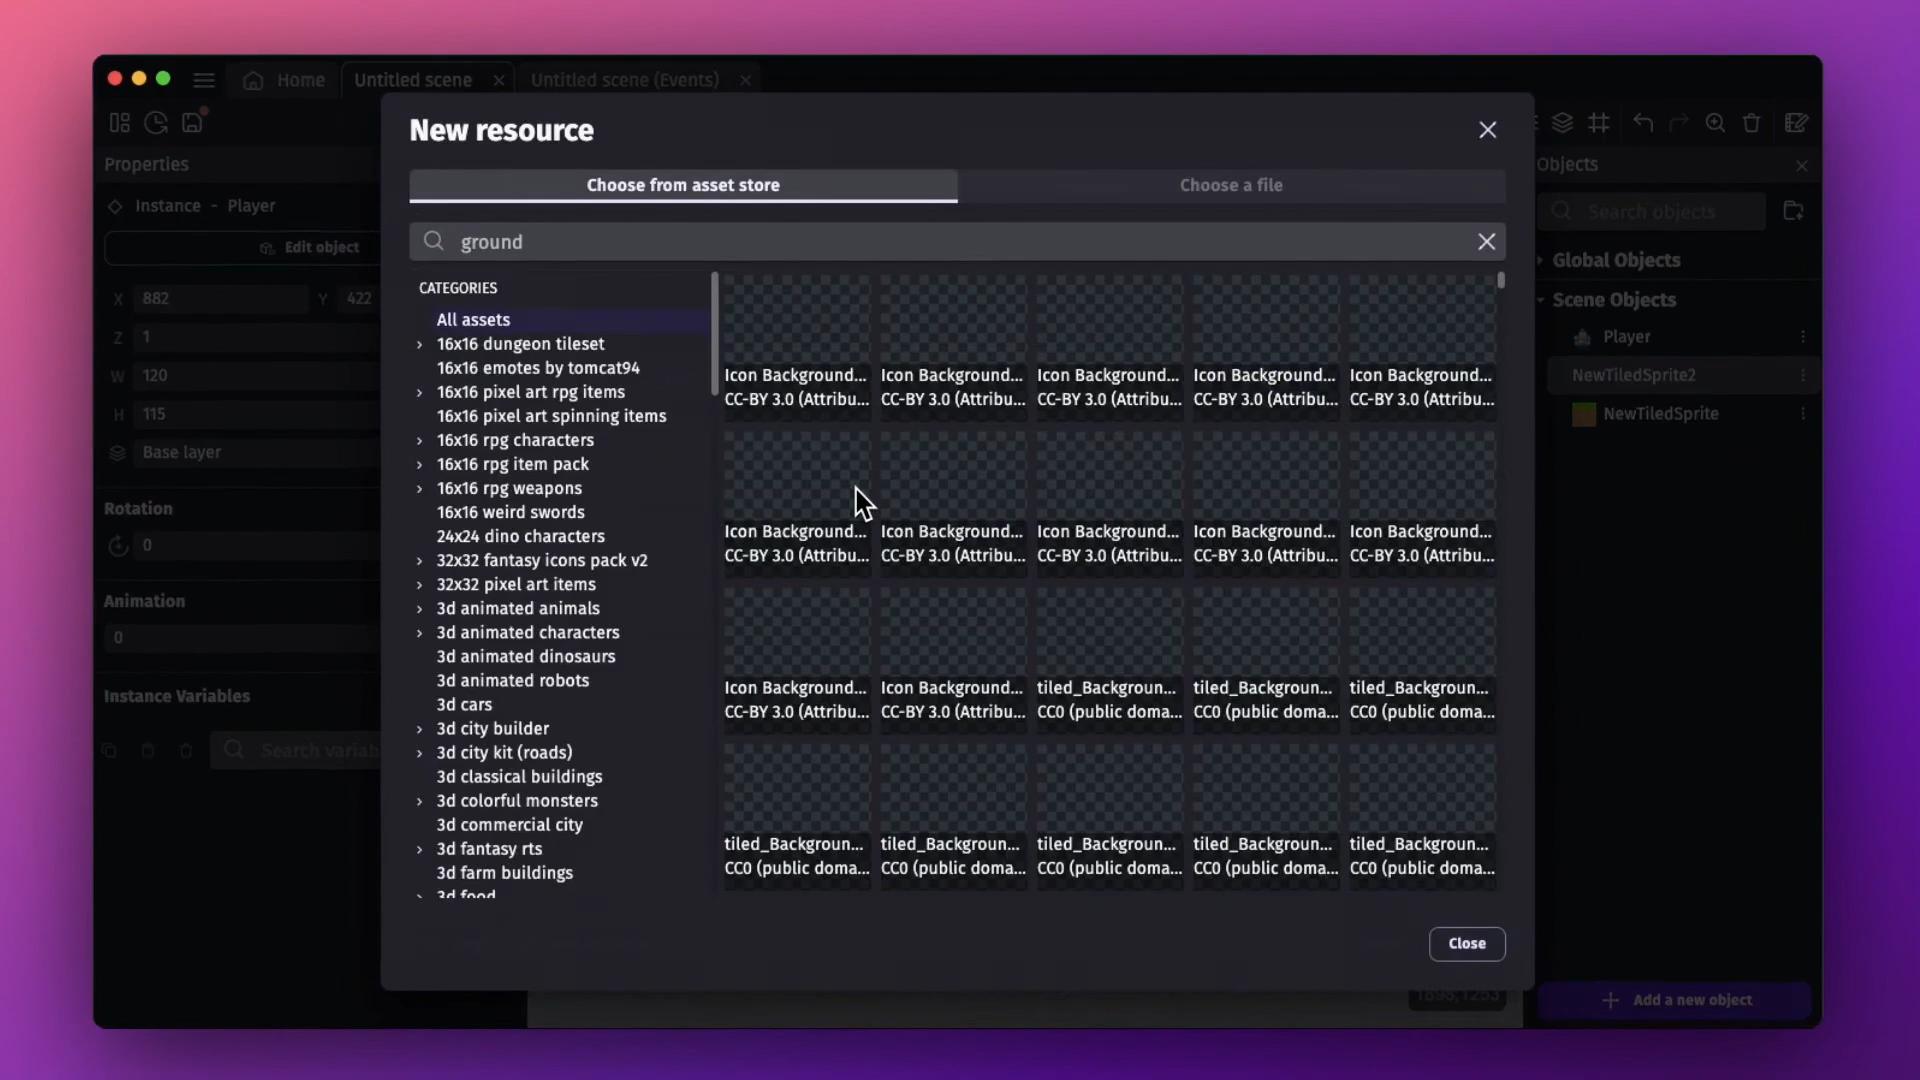 Home
Untitled scene
Untitled scene (Events)
Properties
Instance - Player
Edit object
X 882 Y 422
Z 1
W 120
H 115
Base layer
Rotation
0
Animation
0
Instance Variables
New resource
Choose from asset store
Choose a file
ground
CATEGORIES
All assets
16x16 dungeon tileset
16x16 emotes by tomcat94
16x16 pixel art rpg items
16x16 pixel art spinning items
16x16 rpg characters
16x16 rpg item pack
16x16 rpg weapons
16x16 weird swords
24x24 dino characters
32x32 fantasy icons pack v2
32x32 pixel art items
3d animated animals
3d animated characters
3d animated dinosaurs
3d animated robots
3d cars
3d city builder
3d city kit (roads)
3d classical buildings
3d colorful monsters
3d commercial city
3d fantasy rts
3d farm buildings
3d food
Icon Background... Icon Background... Icon Background... Icon Background... Icon Background...
CC-BY 3.0 (Attribu... CC-BY 3.0 (Attribu... CC-BY 3.0 (Attribu... CC-BY 3.0 (Attribu... CC-BY 3.0 (Attribu...
Icon Background... Icon Background... Icon Background... Icon Background... Icon Background...
CC-BY 3.0 (Attribu... CC-BY 3.0 (Attribu... CC-BY 3.0 (Attribu... CC-BY 3.0 (Attribu... CC-BY 3.0 (Attribu...
Icon Background... Icon Background... tiled_Backgroun... tiled_Backgroun... tiled_Backgroun...
CC-BY 3.0 (Attribu... CC-BY 3.0 (Attribu... CC0 (public doma... CC0 (public doma... CC0 (public doma...
tiled_Backgroun... tiled_Backgroun... tiled_Backgroun... tiled_Backgroun... tiled_Backgroun...
CC0 (public doma... CC0 (public doma... CC0 (public doma... CC0 (public doma... CC0 (public doma...
Close
Objects
Search objects
Global Objects
Scene Objects
Player
NewTiledSprite2
NewTiledSprite
Add a new object